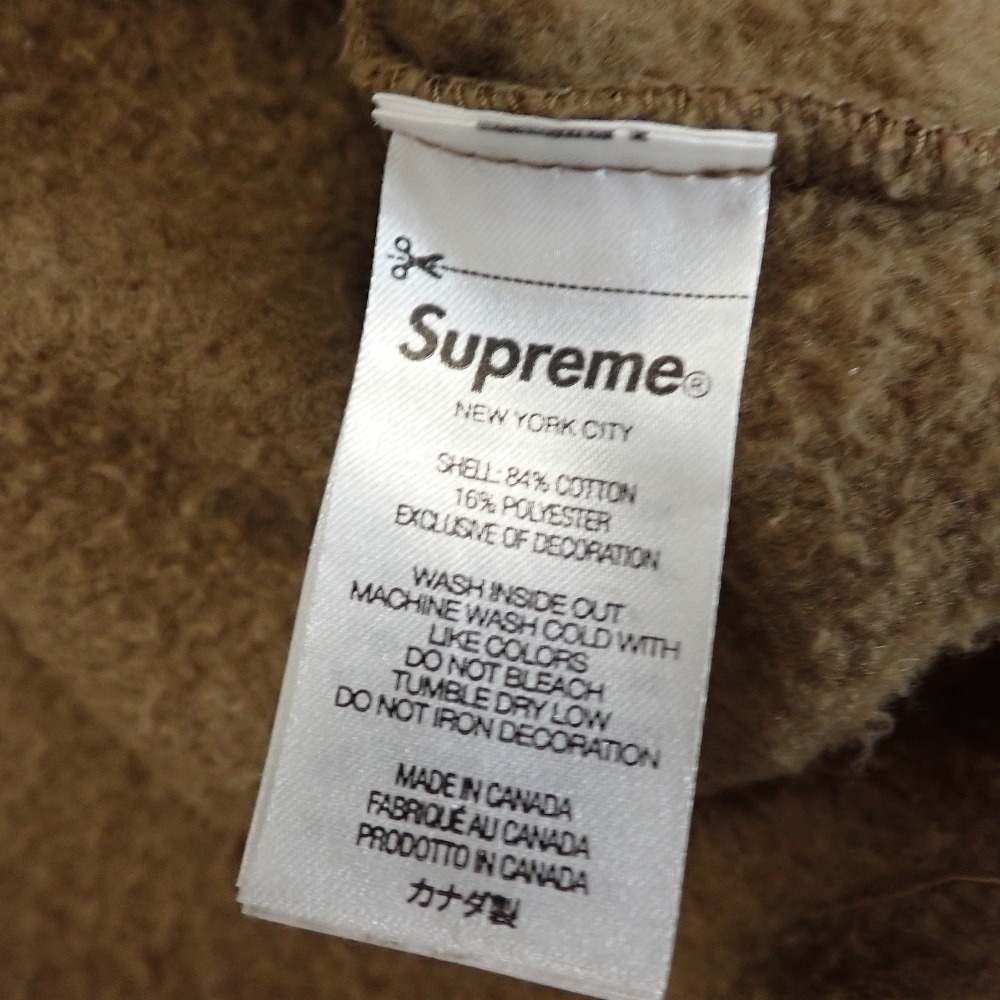 Supreme®
NEW YORK CITY
SHELL: 84% COTTON
16% POLYESTER
EXCLUSIVE OF DECORATION
WASH INSIDE OUT
MACHINE WASH COLD WITH
LIKE COLORS
DO NOT BLEACH
TUMBLE DRY LOW
DO NOT IRON DECORATION
MADE IN CANADA
FABRIQUÉ AU CANADA
PRODOTTO IN CANADA
カナダ製